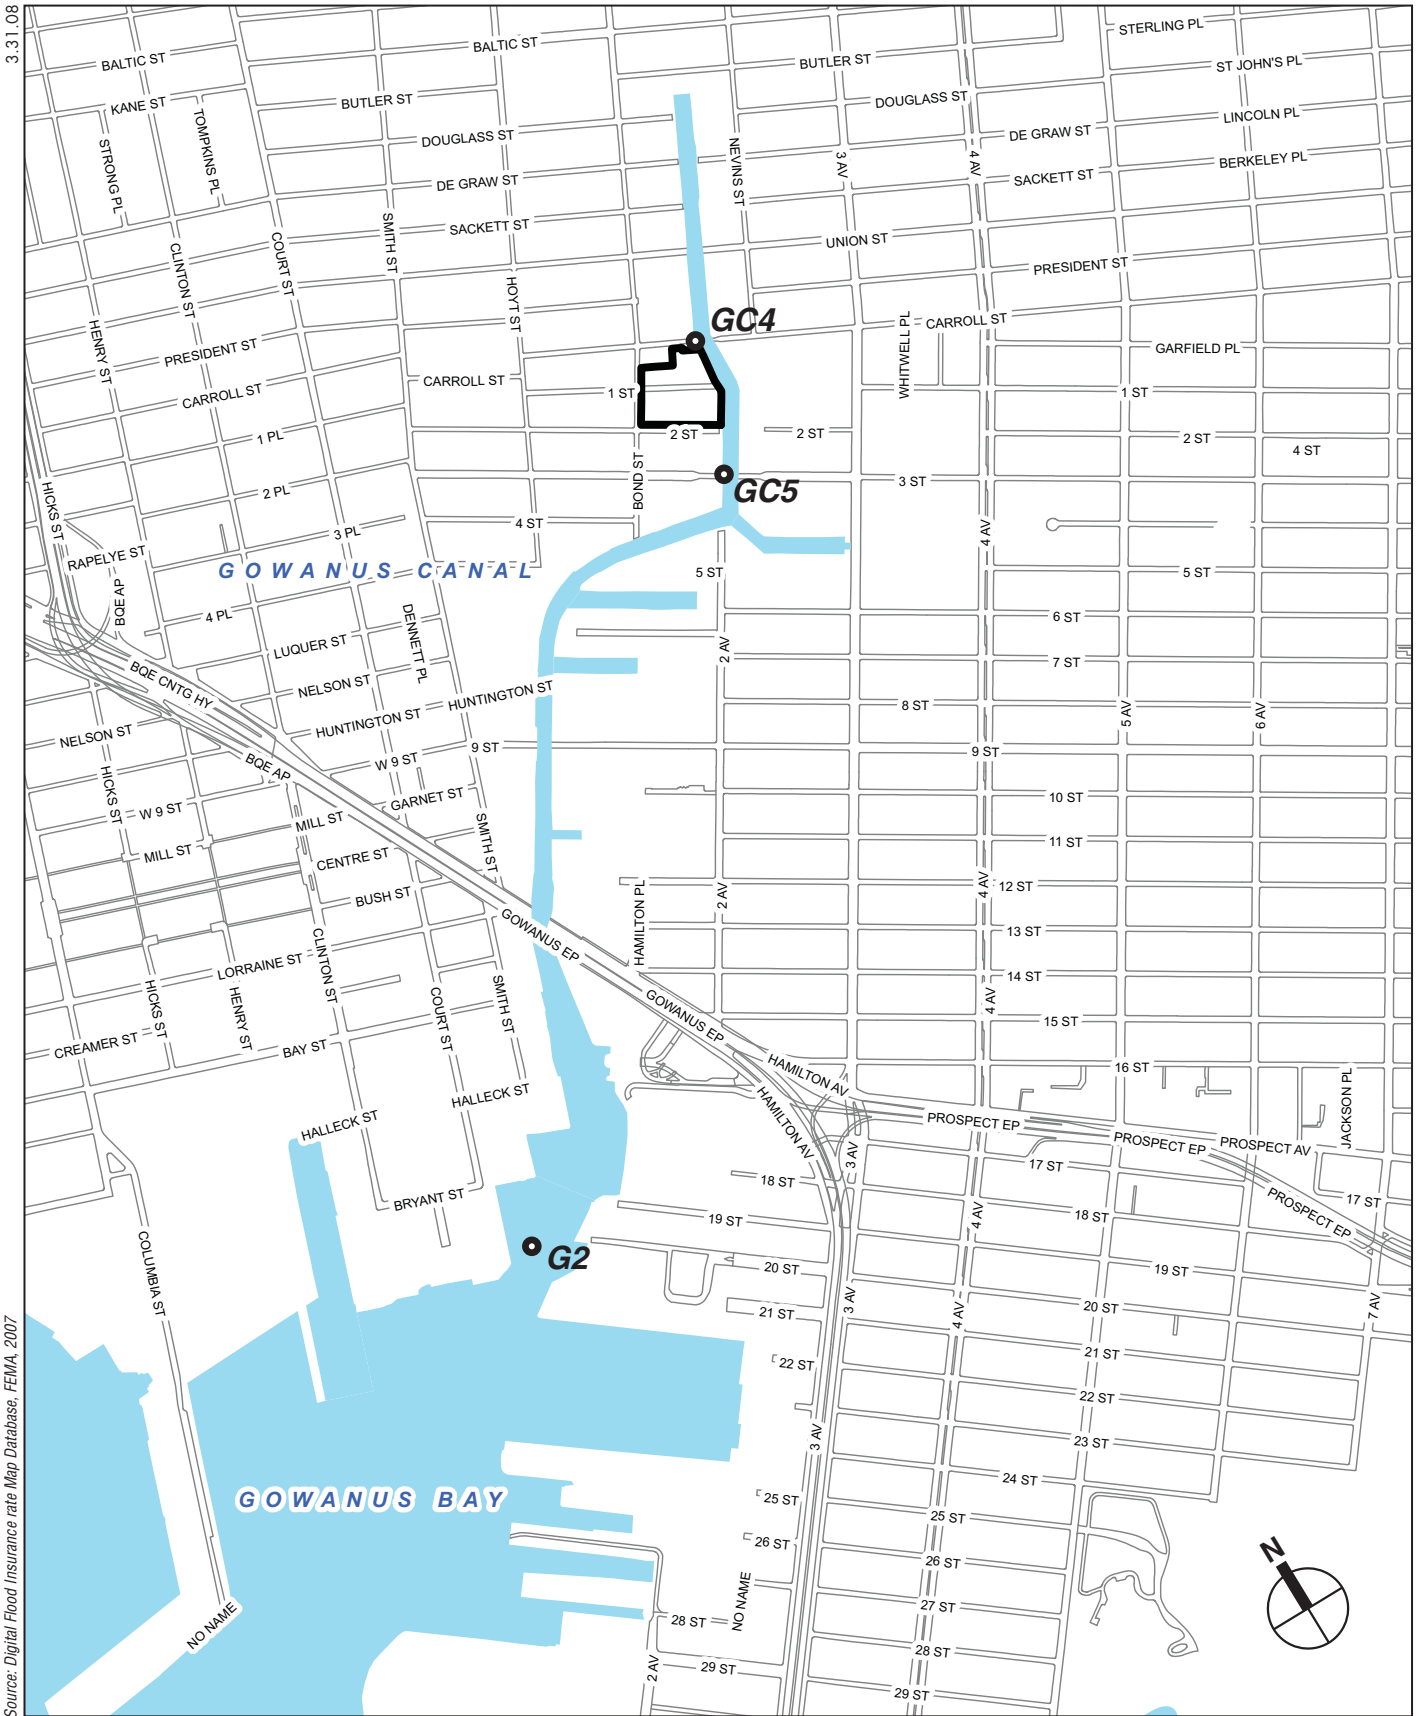 3.31.08
STERLING PL
BALTIC ST
BALTIC ST
BUTLER ST
ST JOHN'S PL
KANE ST
BUTLER ST
DOUGLASS ST
LINCOLN PL
TOMPKINS PL
DOUGLASS ST
DE GRAW ST
STRONG PL
NEVINS ST
3 AV
4 AV
BERKELEY PL
DE GRAW ST
SACKETT ST
SMITH ST
SACKETT ST
UNION ST
COURT ST
CLINTON ST
PRESIDENT ST
HOYT ST
HENRY ST
GC4
CARROLL ST
WHITWELL PL
PRESIDENT ST
GARFIELD PL
CARROLL ST
CARROLL ST
1 ST
1 ST
1 PL
2 ST
2 ST
2 ST
4 ST
BOND ST
2 PL
GC5
3 ST
HICKS ST
3 PL
4 ST
4 AV
RAPELYE ST
GOWANUS CANAL
5 ST
5 ST
BQE AP
4 PL
DENNETT PL
6 ST
LUQUER ST
2 AV
7 ST
BQE CNTG HY
NELSON ST
HUNTINGTON ST
HUNTINGTON ST
8 ST
5 AV
6 AV
NELSON ST
9 ST
9 ST
BQE AP
W 9 ST
HICKS ST
W 9 ST
GARNET ST
10 ST
MILL ST
SMITH ST
11 ST
MILL ST
CENTRE ST
BUSH ST
HAMILTON PL
2 AV
4 AV
12 ST
GOWANUS EP
13 ST
CLINTON ST
LORRAINE ST
14 ST
HICKS ST
HENRY ST
COURT ST
SMITH ST
GOWANUS EP
4 AV
15 ST
CREAMER ST
BAY ST
HAMILTON AV
16 ST
HALLECK ST
HAMILTON AV
JACKSON PL
HALLECK ST
PROSPECT EP
PROSPECT EP
PROSPECT AV
3 AV
17 ST
18 ST
BRYANT ST
17 ST
PROSPECT EP
19 ST
4 AV
18 ST
COLUMBIA ST
G2
20 ST
19 ST
3 AV
21 ST
4 AV
20 ST
7 AV
22 ST
21 ST
22 ST
3 AV
23 ST
24 ST
GOWANUS BAY
25 ST
25 ST
26 ST
26 ST
N
NO NAME
NO NAME
27 ST
28 ST
28 ST
2 AV
29 ST
29 ST
Source: Digital Flood Insurance rate Map Database, FEMA, 2007